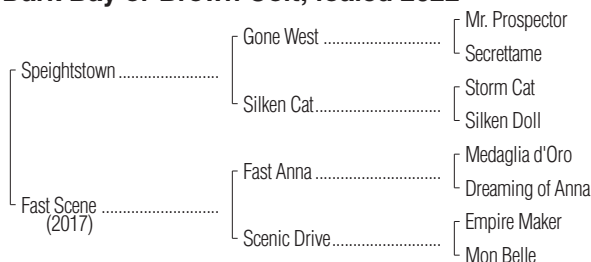 Dark Bay or Brown Colt; foaled 2022
Mr. Prospector
Gone West
Secrettame
Speightstown
Storm Cat
Silken Cat
Silken Doll
Medaglia d'Oro
Fast Anna
Dreaming of Anna
Fast Scene
(2017)
Empire Maker
Scenic Drive
Mon Belle